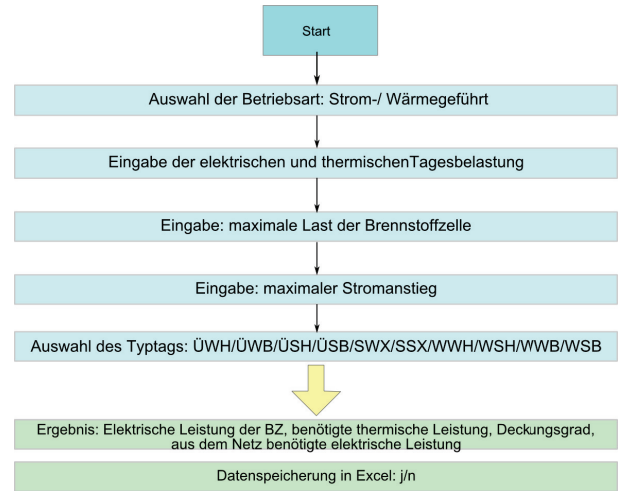 Start
Auswahl der Betriebsart: Strom-/ Wärmegeführt
Eingabe der elektrischen und thermischenTagesbelastung
Eingabe: maximale Last der Brennstoffzelle
Eingabe: maximaler Stromanstieg
Auswahl des Typtags: ÜWH/ÜWB/ÜSH/ÜSB/SWX/SSX/WWH/WSH/WWB/WSB
Ergebnis: Elektrische Leistung der BZ, benötigte thermische Leistung, Deckungsgrad,
aus dem Netz benötigte elektrische Leistung
Datenspeicherung in Excel: j/n